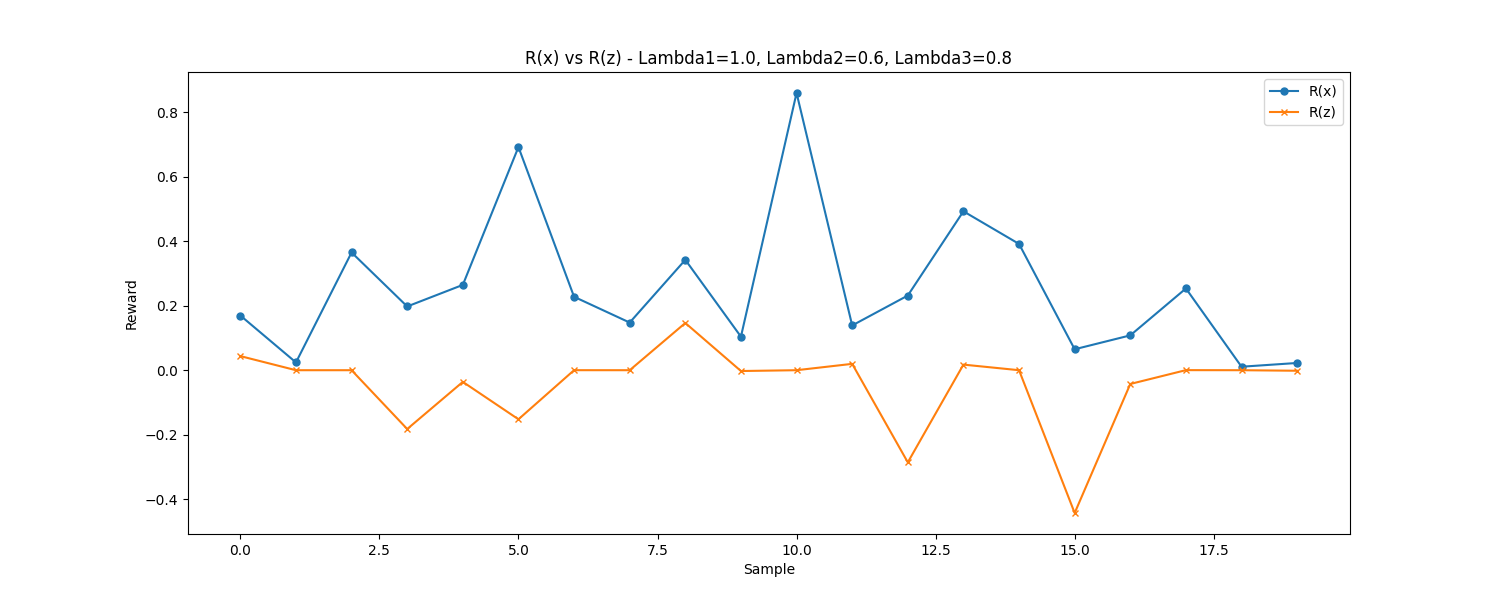 R(x) vs R(z) - Lambda1=1.0, Lambda2=0.6, Lambda3=0.8
R(x)
R(z)
Reward
0.8
0.6
0.4
0.2
0.0
−0.2
−0.4
0.0 2.5 5.0 7.5 10.0 12.5 15.0 17.5
Sample